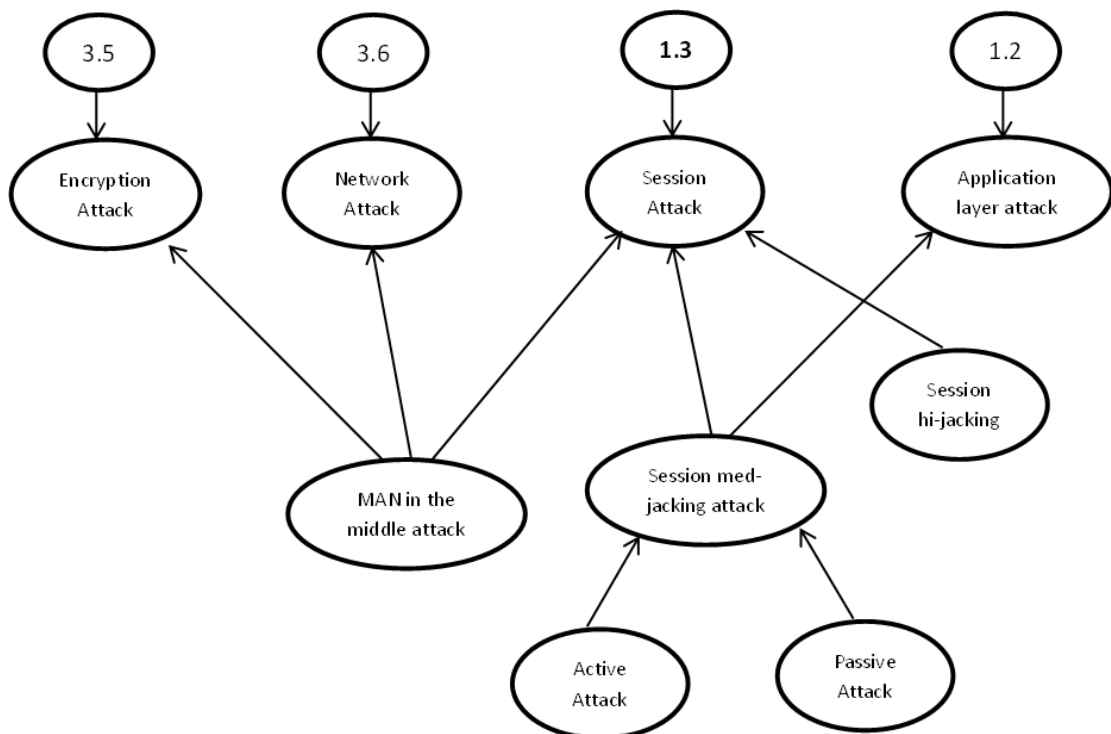 3.5
3.6
1.3
1.2
Encryption
Attack
Network
Attack
Session
Attack
Application
layer attack
Session
hi-jacking
MAN in the
middle attack
Session med-
jacking attack
Active
Attack
Passive
Attack